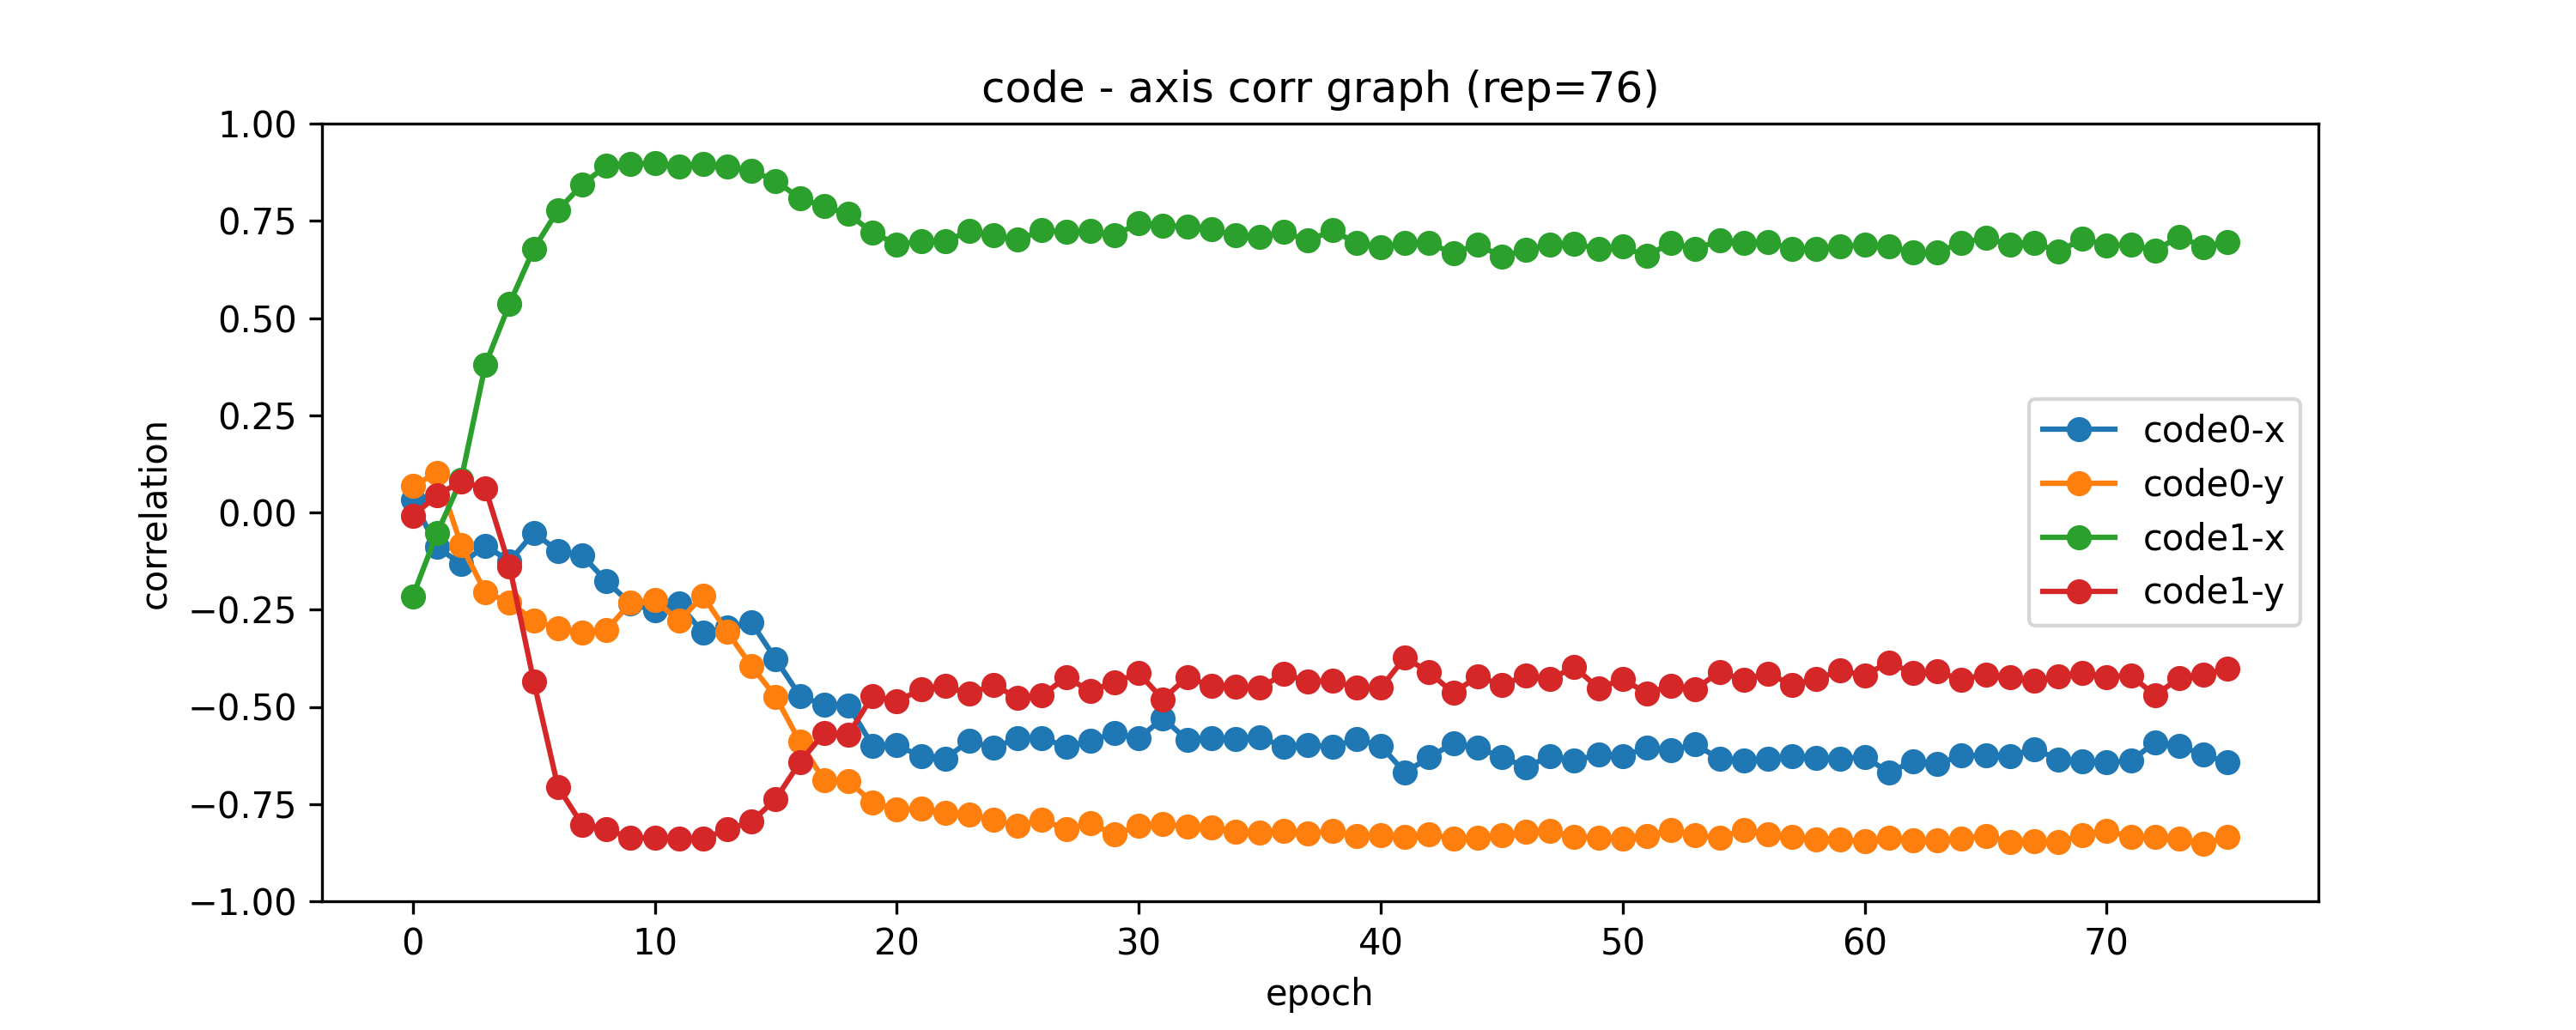 code - axis corr graph (rep=76)
1.00
0.75
0.50
0.25
0.00
−0.25
−0.50
−0.75
−1.00
correlation
code0-x
code0-y
code1-x
code1-y
0 10 20 30 40 50 60 70
epoch